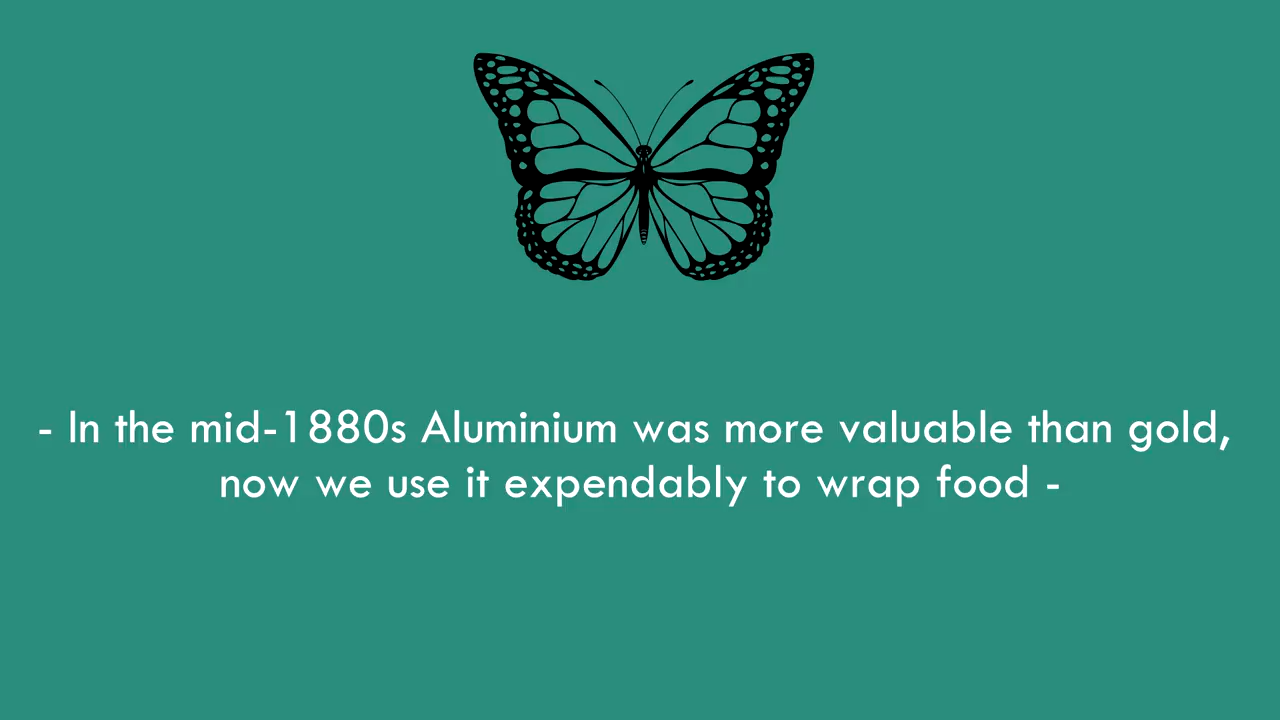 - In the mid-1880s Aluminium was more valuable than gold,
now we use it expendably to wrap food -